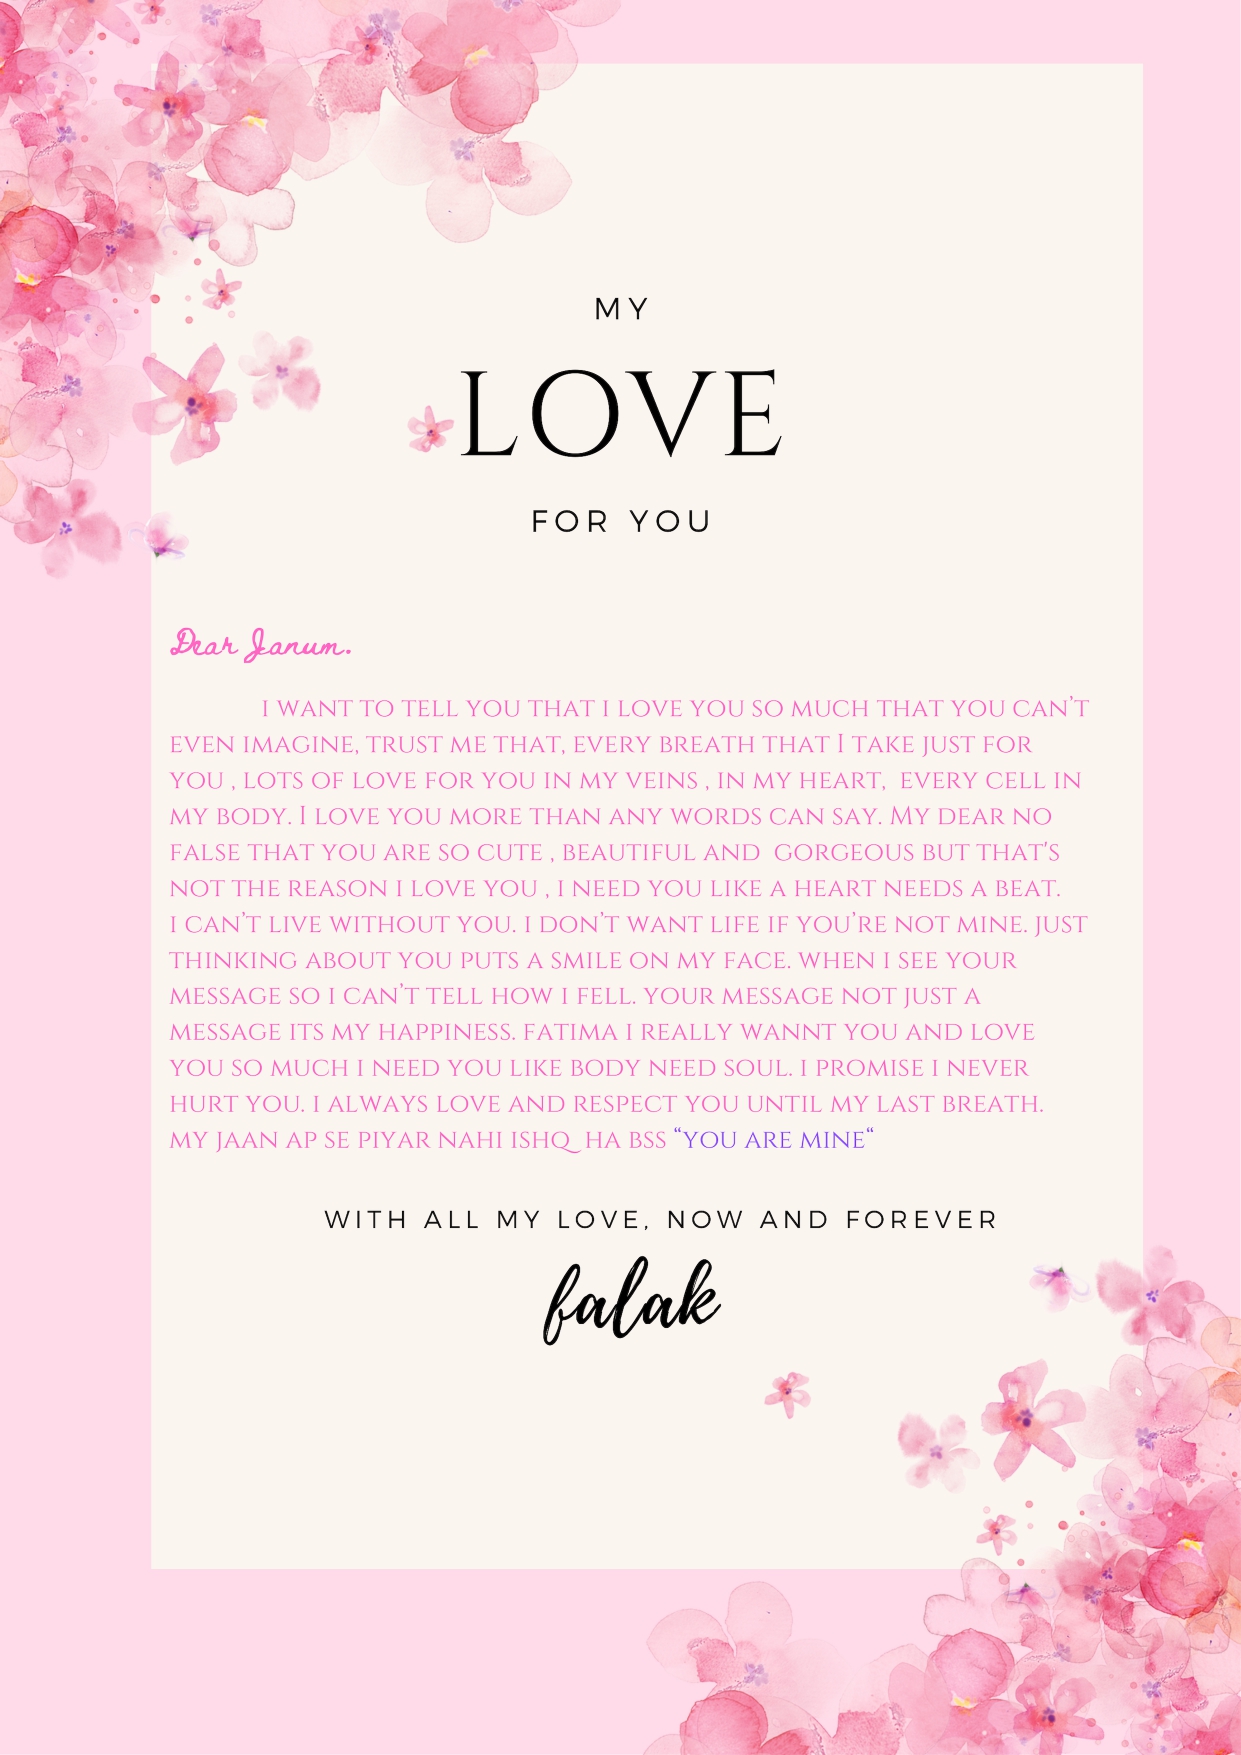 MY
LOVE
FOR YOU
Dear Janum.
I WANT TO TELL YOU THAT I LOVE YOU SO MUCH THAT YOU CAN'T
EVEN IMAGINE, TRUST ME THAT, EVERY BREATH THAT I TAKE JUST FOR
YOU , LOTS OF LOVE FOR YOU IN MY VEINS , IN MY HEART,  EVERY CELL IN
MY BODY. I LOVE YOU MORE THAN ANY WORDS CAN SAY. MY DEAR NO
FALSE THAT YOU ARE SO CUTE , BEAUTIFUL AND  GORGEOUS BUT THAT'S
NOT THE REASON I LOVE YOU , I NEED YOU LIKE A HEART NEEDS A BEAT.
I CAN'T LIVE WITHOUT YOU. I DON'T WANT LIFE IF YOU'RE NOT MINE. JUST
THINKING ABOUT YOU PUTS A SMILE ON MY FACE. WHEN I SEE YOUR
MESSAGE SO I CAN'T TELL HOW I FELL. YOUR MESSAGE NOT JUST A
MESSAGE ITS MY HAPPINESS. FATIMA I REALLY WANNT YOU AND LOVE
YOU SO MUCH I NEED YOU LIKE BODY NEED SOUL. I PROMISE I NEVER
HURT YOU. I ALWAYS LOVE AND RESPECT YOU UNTIL MY LAST BREATH.
MY JAAN AP SE PIYAR NAHI ISHQ_HA BSS “YOU ARE MINE“
WITH ALL MY LOVE, NOW AND FOREVER
falak